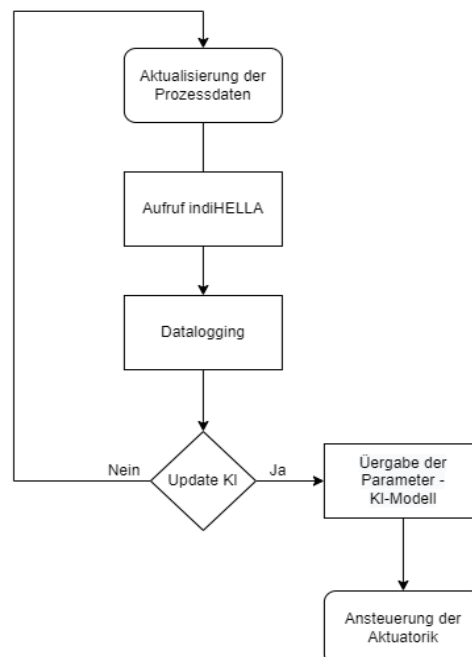 Aktualisierung der
Prozessdaten
Aufruf indiHELLA
Datalogging
Nein
Update KI
Ja
Üergabe der
Parameter -
KI-Modell
Ansteuerung der
Aktuatorik